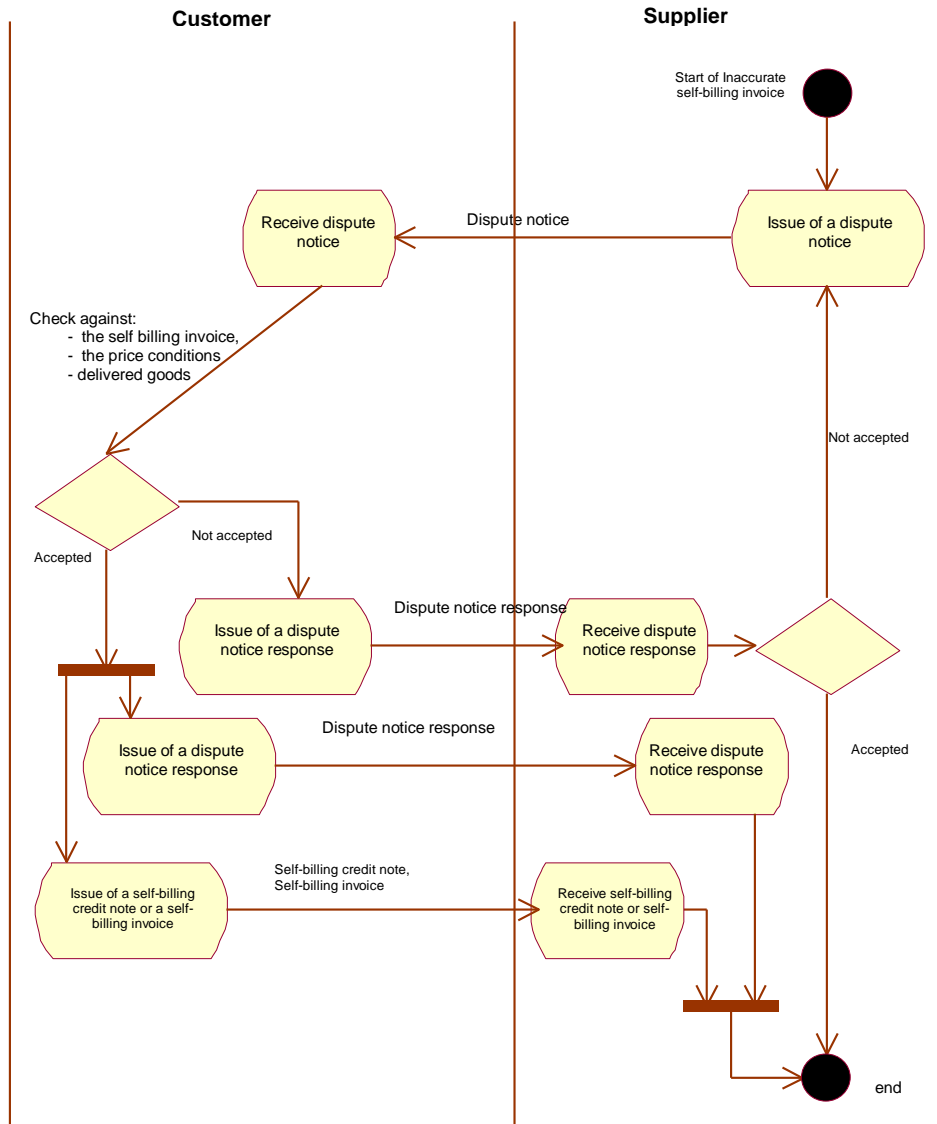 Customer
Supplier
Start of Inaccurate
self-billing invoice
Receive dispute
notice
Dispute notice
Issue of a dispute
notice
Check against:
- the self billing invoice,
- the price conditions
- delivered goods
Not accepted
Not accepted
Accepted
Dispute notice response
Issue of a dispute
notice response
Receive dispute
notice response
Dispute notice response
Issue of a dispute
notice response
Receive dispute
notice response
Accepted
Self-billing credit note,
Self-billing invoice
Issue of a self-billing
credit note or a self-
billing invoice
Receive self-billing
credit note or self-
billing invoice
end